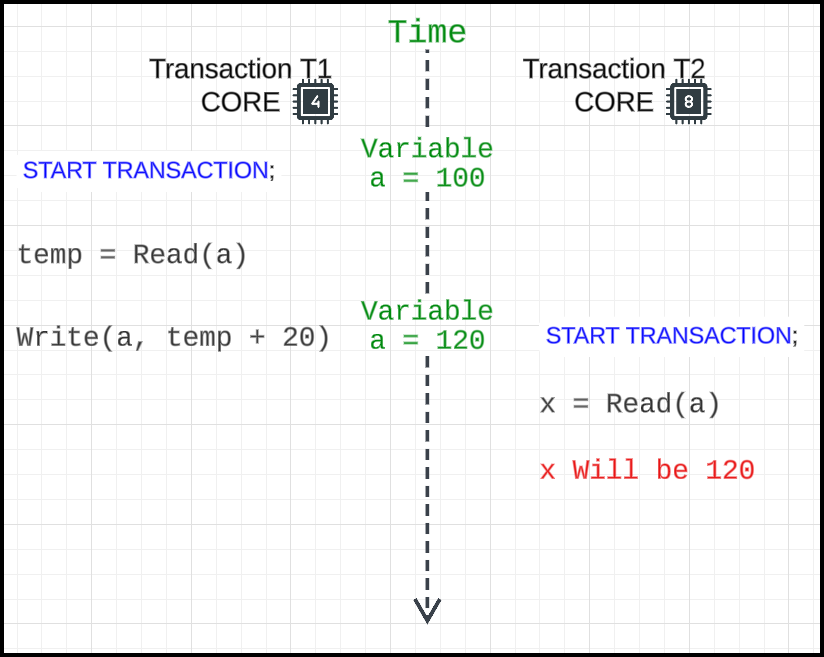 Time
Transaction T1
CORE 4
Transaction T2
CORE 8
START TRANSACTION;
Variable
a = 100
temp = Read(a)
Write(a, temp + 20)
Variable
a = 120
START TRANSACTION;
x = Read(a)
x Will be 120